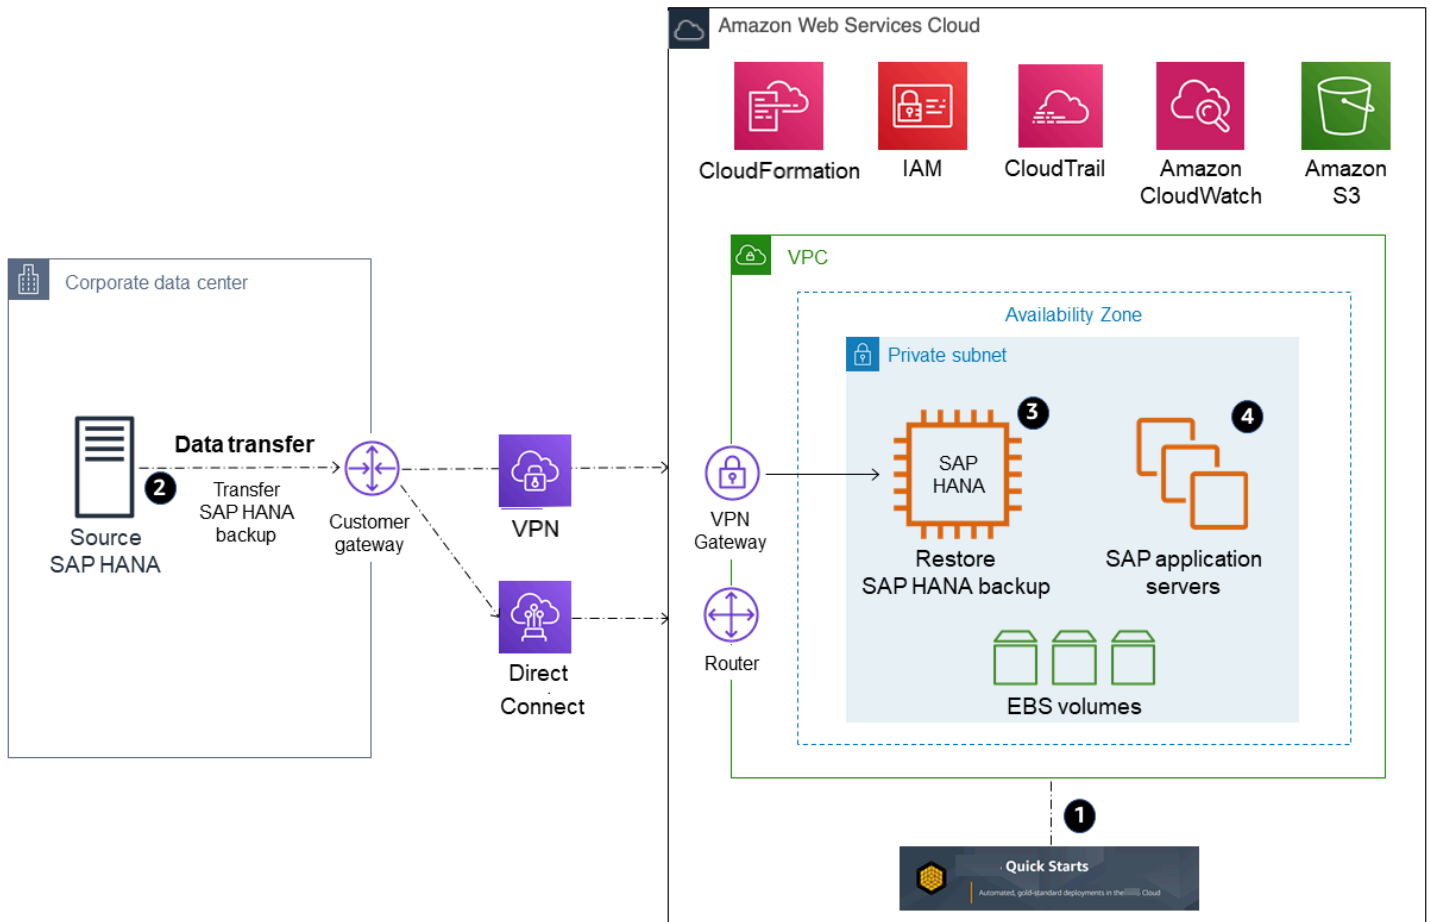 Amazon Web Services Cloud
CloudFormation
IAM
CloudTrail
Amazon
CloudWatch
Amazon
S3
Corporate data center
VPC
Availability Zone
Private subnet
Data transfer
2
Transfer
SAP HANA
backup
Source
SAP HANA
Customer
gateway
VPN
Direct
Connect
VPN
Gateway
Router
3
SAP
HANA
Restore
SAP HANA backup
4
SAP application
servers
EBS volumes
1
Quick Starts
Automated, gold-standard deployments in the Cloud